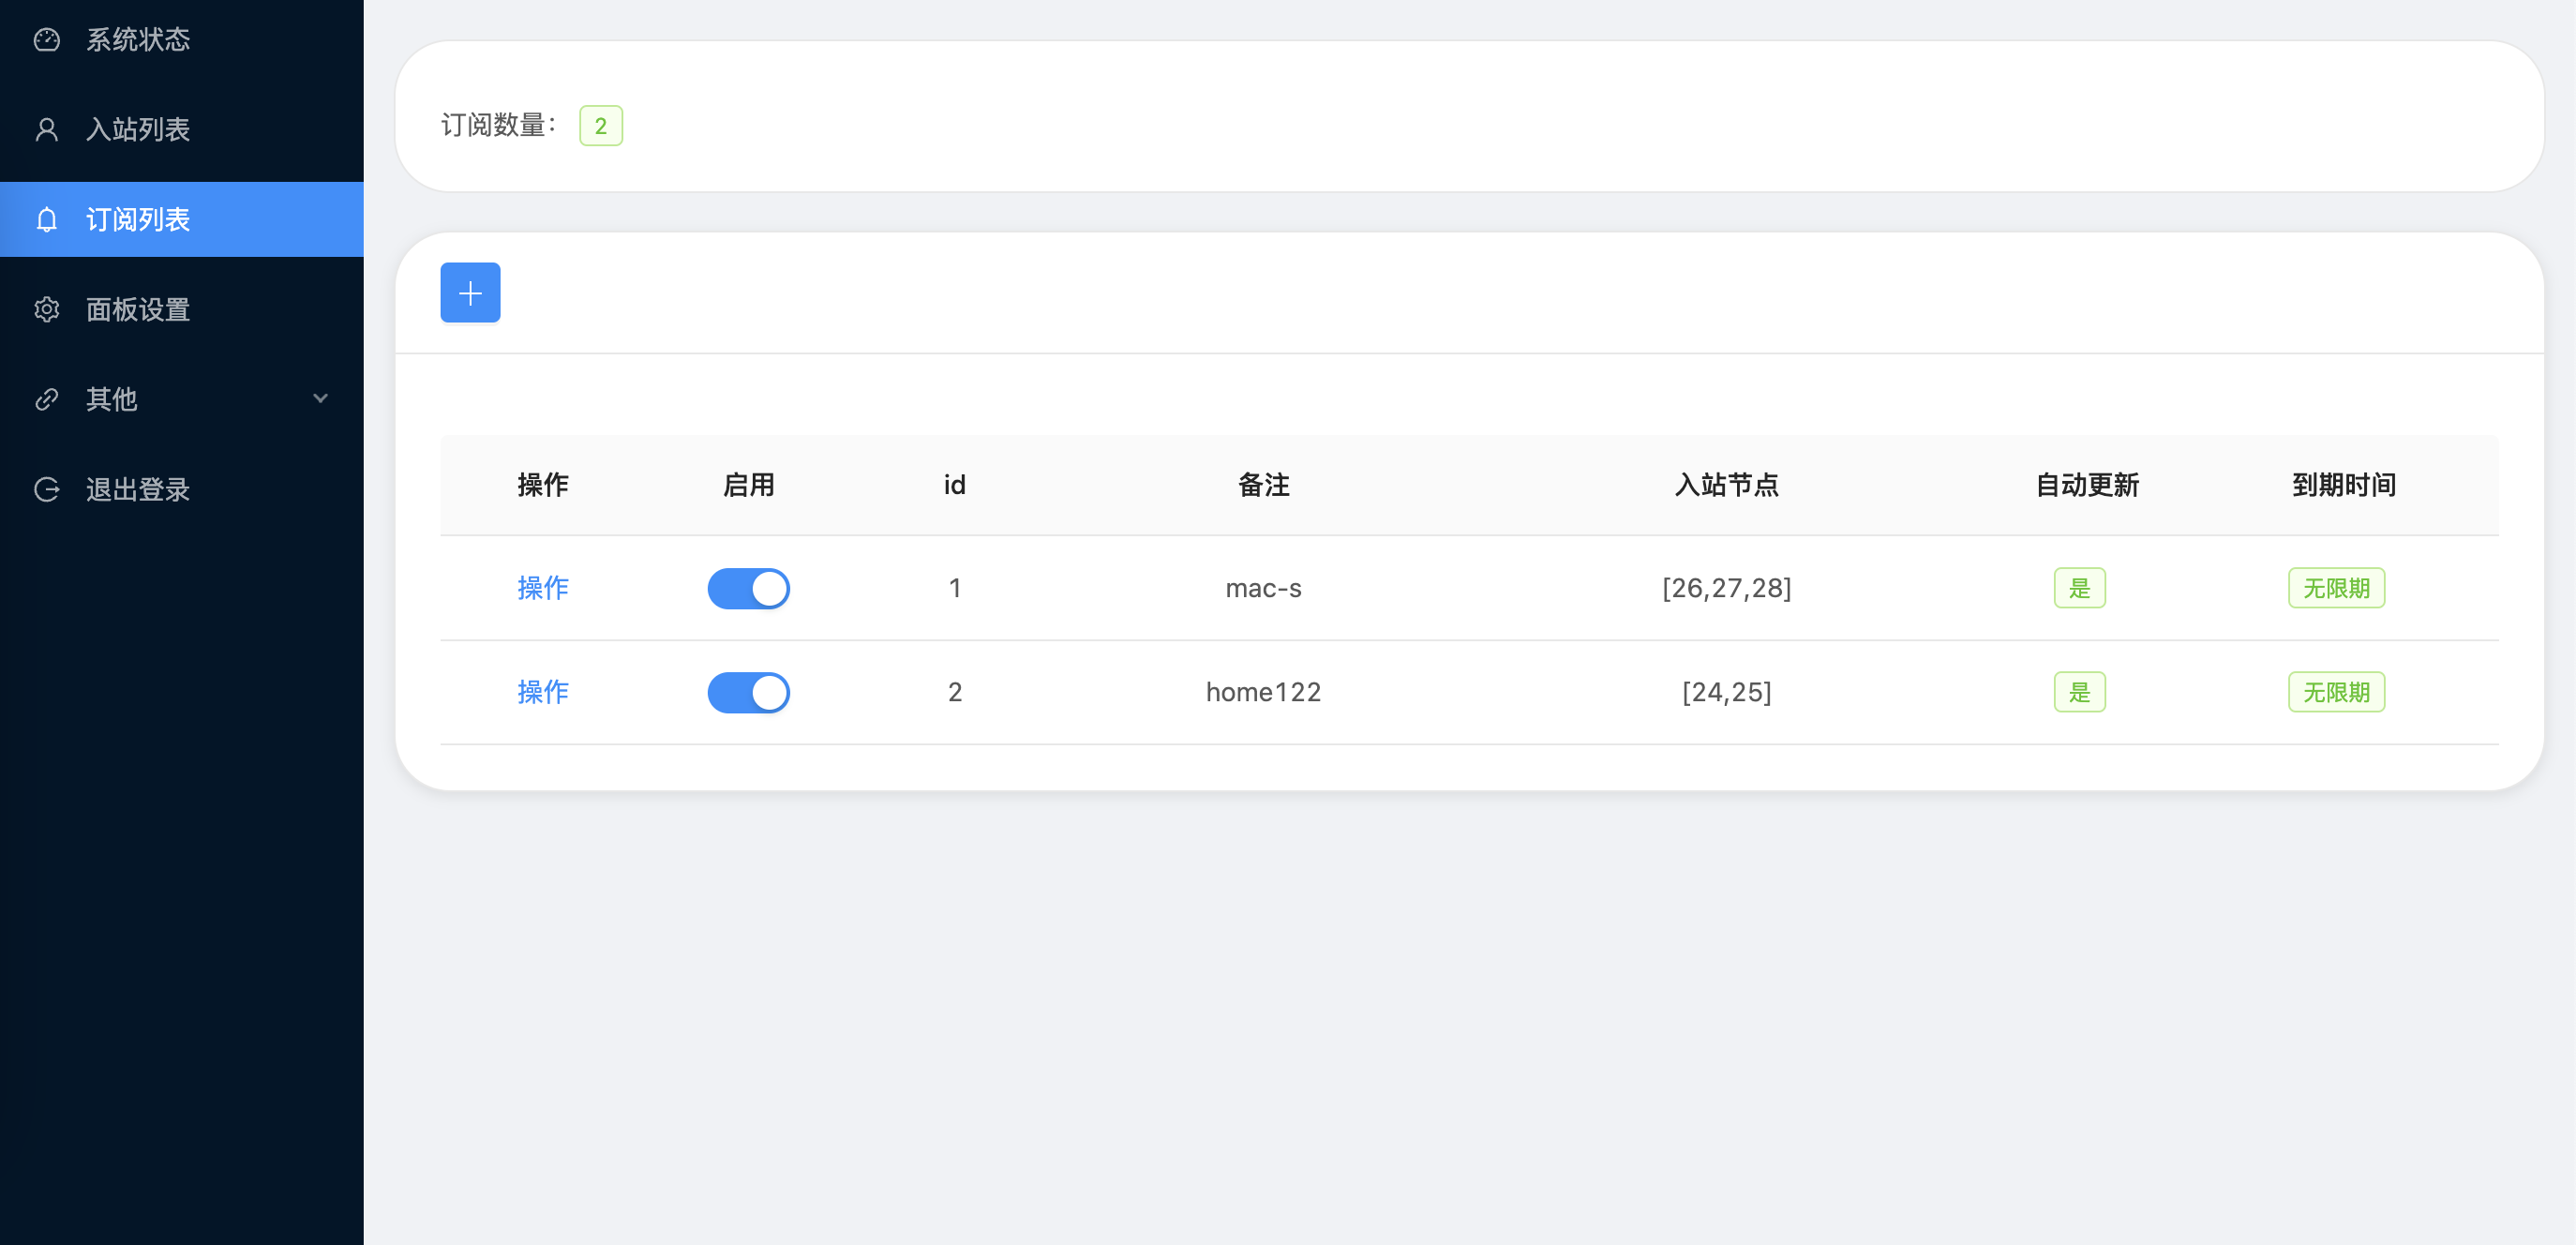 系统状态
入站列表
订阅列表
面板设置
其他
退出登录
订阅数量： 2
操作 启用 id 备注 入站节点 自动更新 到期时间
操作 1 mac-s [26,27,28] 是 无限期
操作 2 home122 [24,25] 是 无限期